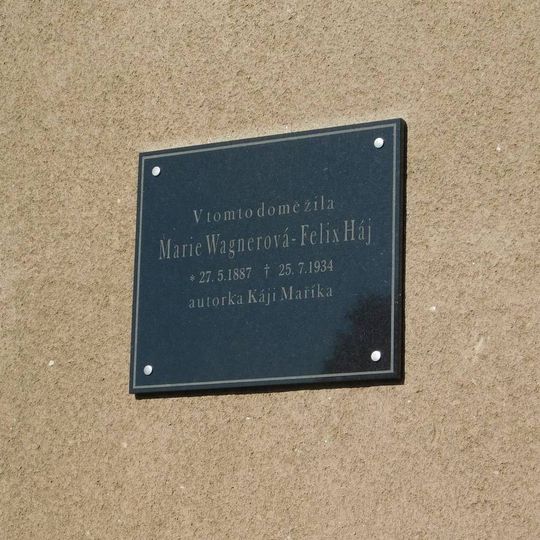 V tomto domě žila
Marie Wagnerová - Felix Háj
* 27. 5. 1887 † 25. 7. 1934
autorka Káji Maříka